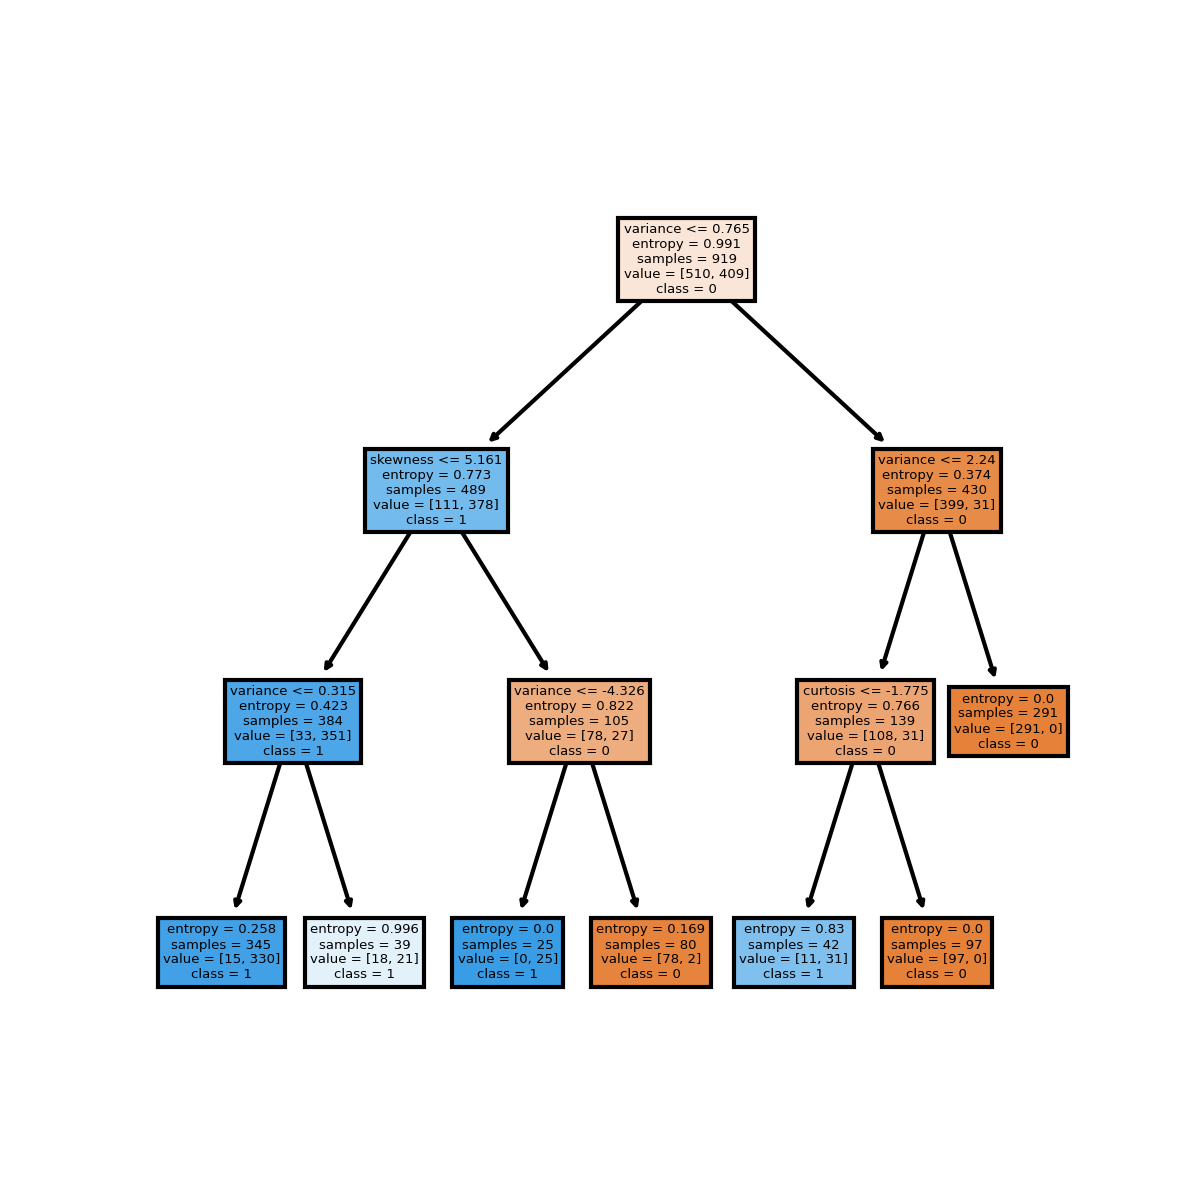 variance <= 0.765
entropy = 0.991
samples = 919
value = [510, 409]
class = 0
skewness <= 5.161
entropy = 0.773
samples = 489
value = [111, 378]
class = 1
variance <= 2.24
entropy = 0.374
samples = 430
value = [399, 31]
class = 0
variance <= 0.315
entropy = 0.423
samples = 384
value = [33, 351]
class = 1
variance <= -4.326
entropy = 0.822
samples = 105
value = [78, 27]
class = 0
curtosis <= -1.775
entropy = 0.766
samples = 139
value = [108, 31]
class = 0
entropy = 0.0
samples = 291
value = [291, 0]
class = 0
entropy = 0.258
samples = 345
value = [15, 330]
class = 1
entropy = 0.996
samples = 39
value = [18, 21]
class = 1
entropy = 0.0
samples = 25
value = [0, 25]
class = 1
entropy = 0.169
samples = 80
value = [78, 2]
class = 0
entropy = 0.83
samples = 42
value = [11, 31]
class = 1
entropy = 0.0
samples = 97
value = [97, 0]
class = 0